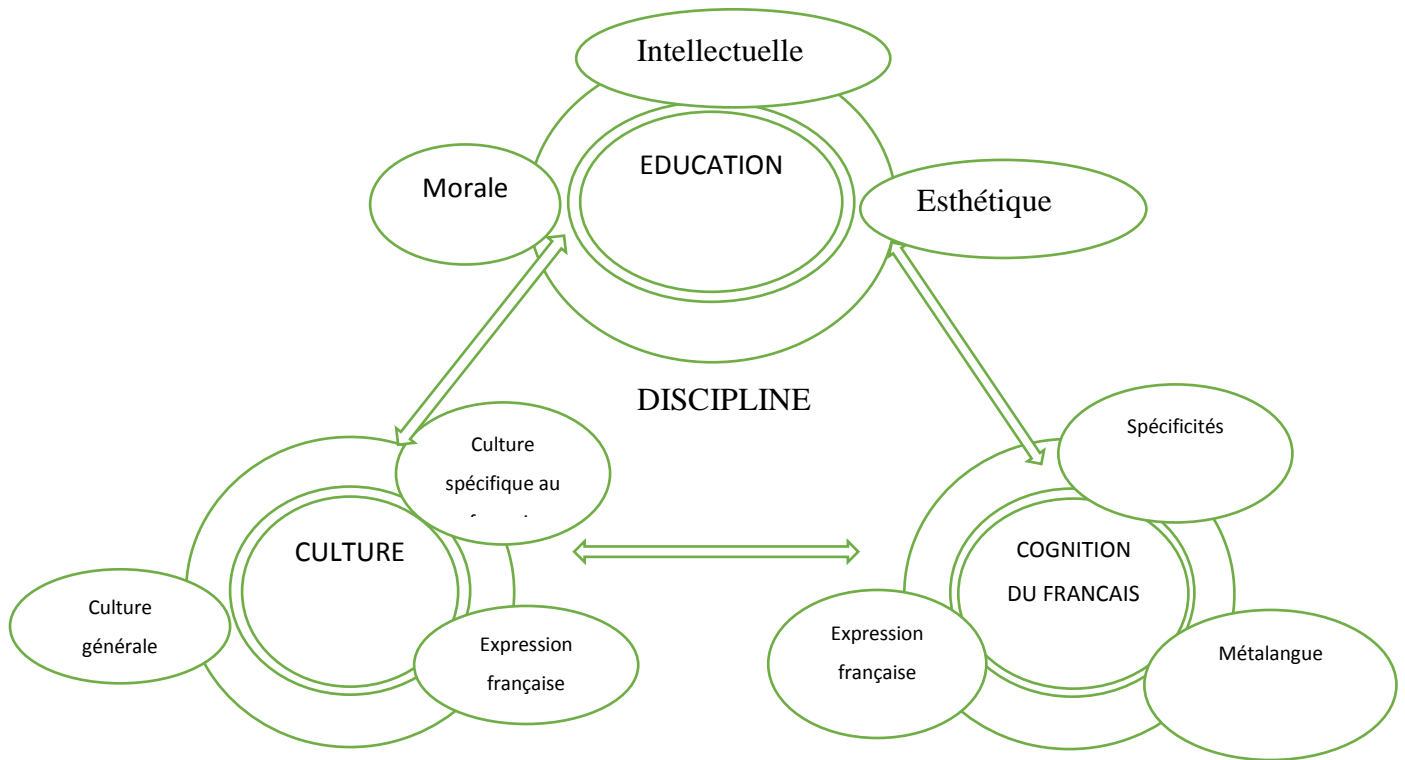 Intellectuelle
EDUCATION
Morale
Esthétique
DISCIPLINE
Culture
spécifique au
CULTURE
Culture
générale
Expression
française
Spécificités
COGNITION
DU FRANCAIS
Expression
française
Métalangue